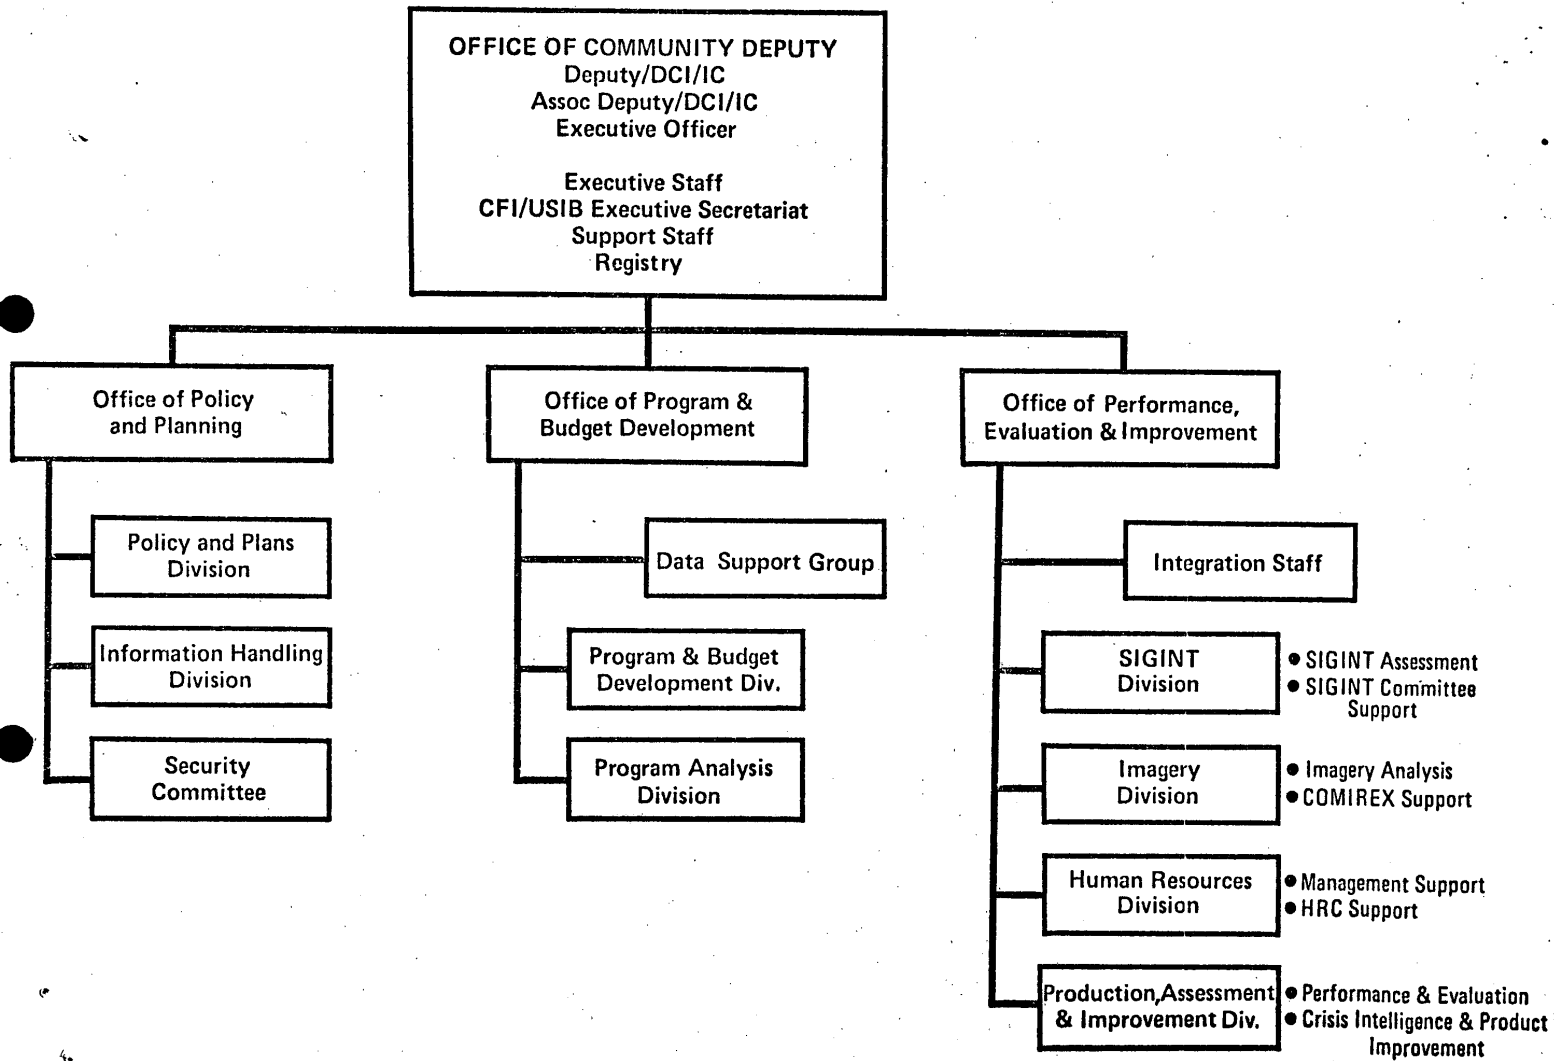 OFFICE OF COMMUNITY DEPUTY
Deputy/DCI/IC
Assoc Deputy/DCI/IC
Executive Officer
Executive Staff
CFI/USIB Executive Secretariat
Support Staff
Registry
Office of Policy
and Planning
Policy and Plans
Division
Information Handling
Division
Security
Committee
Office of Program &
Budget Development
Data Support Group
Program & Budget
Development Div.
Program Analysis
Division
Office of Performance,
Evaluation & Improvement
Integration Staff
SIGINT
Division
● SIGINT Assessment
● SIGINT Committee
Support
Imagery
Division
● Imagery Analysis
● COMIREX Support
Human Resources
Division
● Management Support
● HRC Support
Production, Assessment
& Improvement Div.
● Performance & Evaluation
● Crisis Intelligence & Product
Improvement